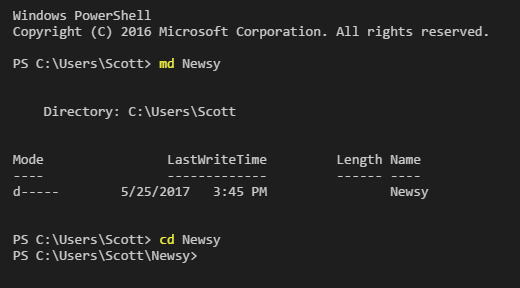 Windows PowerShell
Copyright (C) 2016 Microsoft Corporation. All rights reserved.
PS C:\Users\Scott> md Newsy
Directory: C:\Users\Scott
Mode LastWriteTime Length Name
---- ------------- ------ ----
d----- 5/25/2017 3:45 PM Newsy
PS C:\Users\Scott> cd Newsy
PS C:\Users\Scott\Newsy>